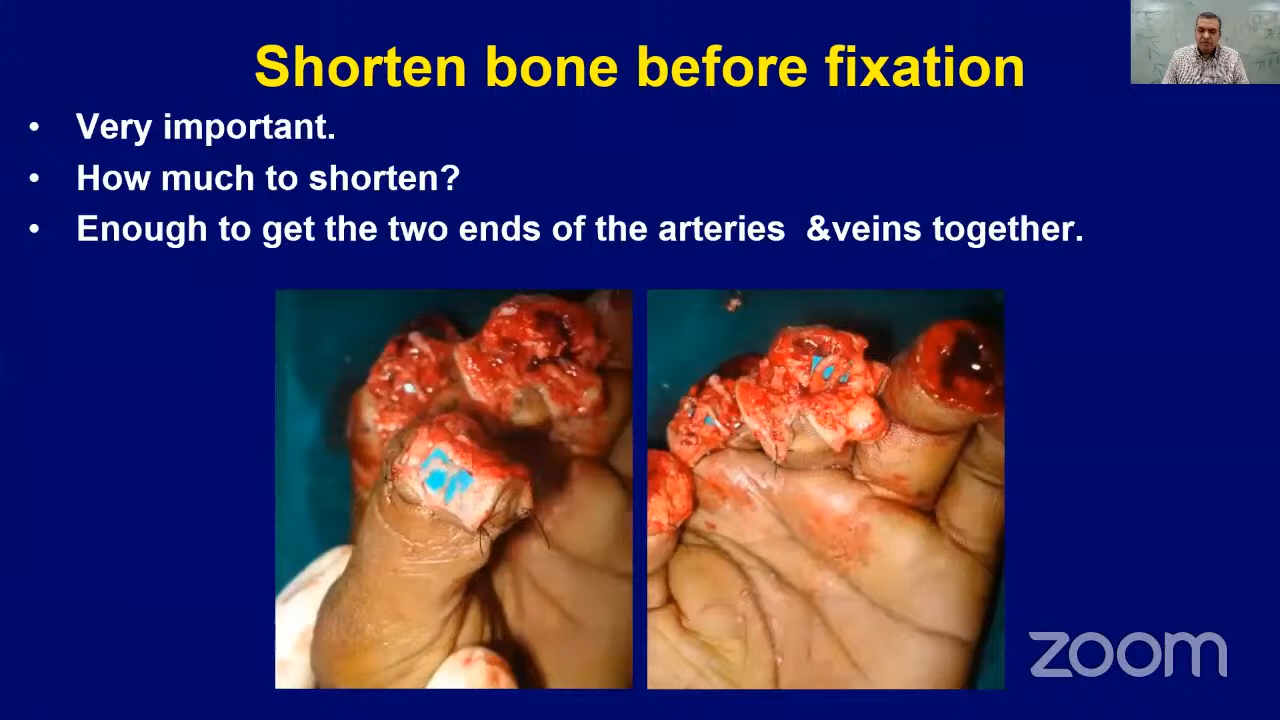 Shorten bone before fixation
• Very important.
• How much to shorten?
• Enough to get the two ends of the arteries  &veins together.
zoom